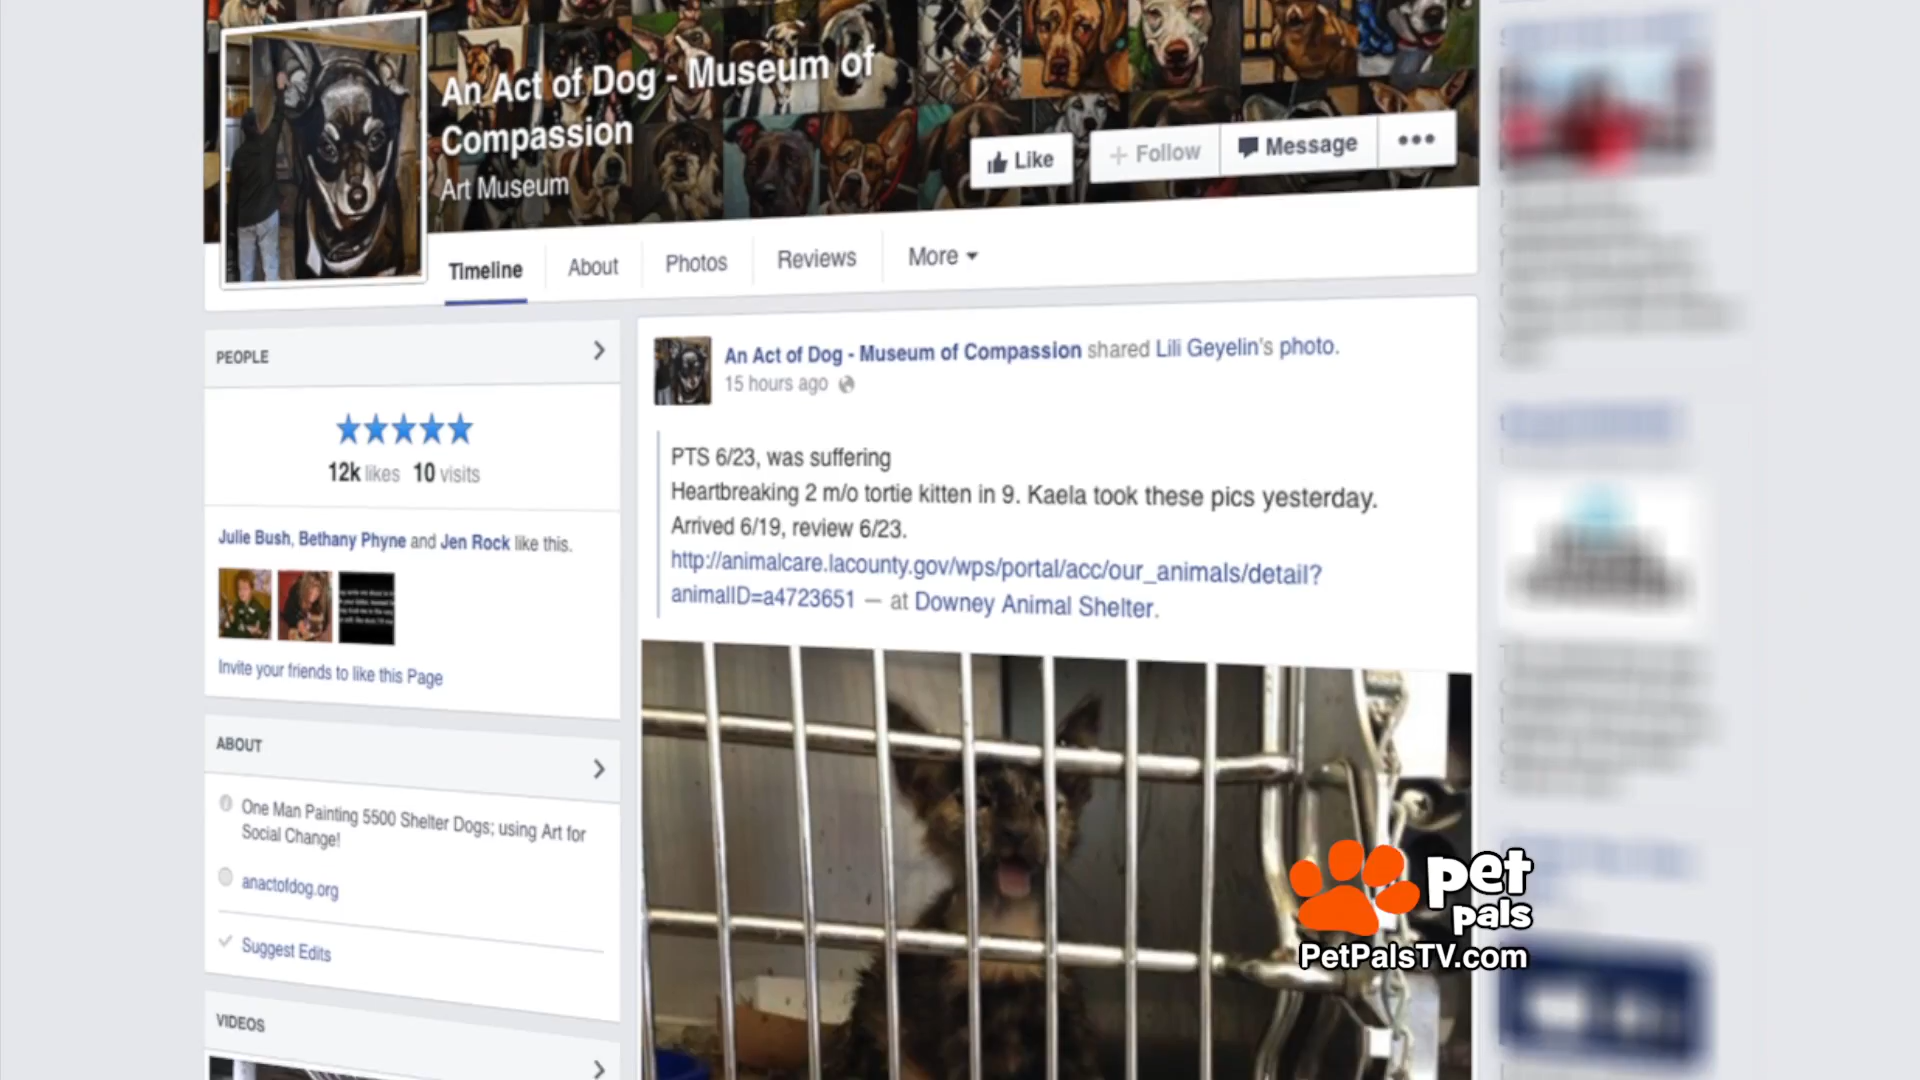 An Act of Dog - Museum of
Compassion
Art Museum
Like
+ Follow
Message
Timeline
About
Photos
Reviews
More
PEOPLE
12k likes 10 visits
Julie Bush, Bethany Phyne and Jen Rock like this.
Invite your friends to like this Page
ABOUT
One Man Painting 5500 Shelter Dogs; using Art for
Social Change!
anactofdog.org
Suggest Edits
VIDEOS
An Act of Dog - Museum of Compassion shared Lili Geyelin's photo.
15 hours ago
PTS 6/23, was suffering
Heartbreaking 2 m/o tortie kitten in 9. Kaela took these pics yesterday.
Arrived 6/19, review 6/23.
http://animalcare.lacounty.gov/wps/portal/acc/our_animals/detail?
animalID=a4723651 — at Downey Animal Shelter.
pet
pals
PetPalsTV.com